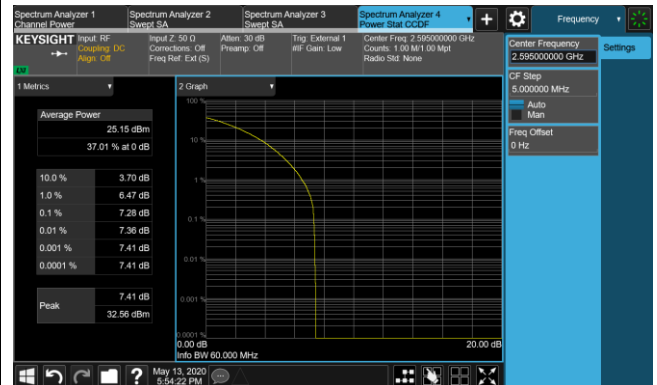 Spectrum Analyzer 1
Channel Power
Spectrum Analyzer 2
Swept SA
Spectrum Analyzer 3
Swept SA
Spectrum Analyzer 4
Power Stat CCDF
Frequency
KEYSIGHT
Input: RF
Coupling: DC
Align: Off
Input Z: 50 Ω
Corrections: Off
Freq Ref: Ext (S)
Atten: 30 dB
Preamp: Off
Trig: External 1
#IF Gain: Low
Center Freq: 2.595000000 GHz
Counts: 1.00 M/1.00 Mpt
Radio Std: None
Center Frequency
2.595000000 GHz
Settings
CF Step
5.000000 MHz
Auto
Man
Freq Offset
0 Hz
1 Metrics
2 Graph
Average Power
25.15 dBm
37.01 % at 0 dB
10.0 % 3.70 dB
1.0 % 6.47 dB
0.1 % 7.28 dB
0.01 % 7.36 dB
0.001 % 7.41 dB
0.0001 % 7.41 dB
Peak
7.41 dB
32.56 dBm
100 %
10 %
1 %
0.1 %
0.01 %
0.001 %
0.0001 %
0.00 dB
20.00 dB
Info BW 60.000 MHz
?
May 13, 2020
5:54:22 PM